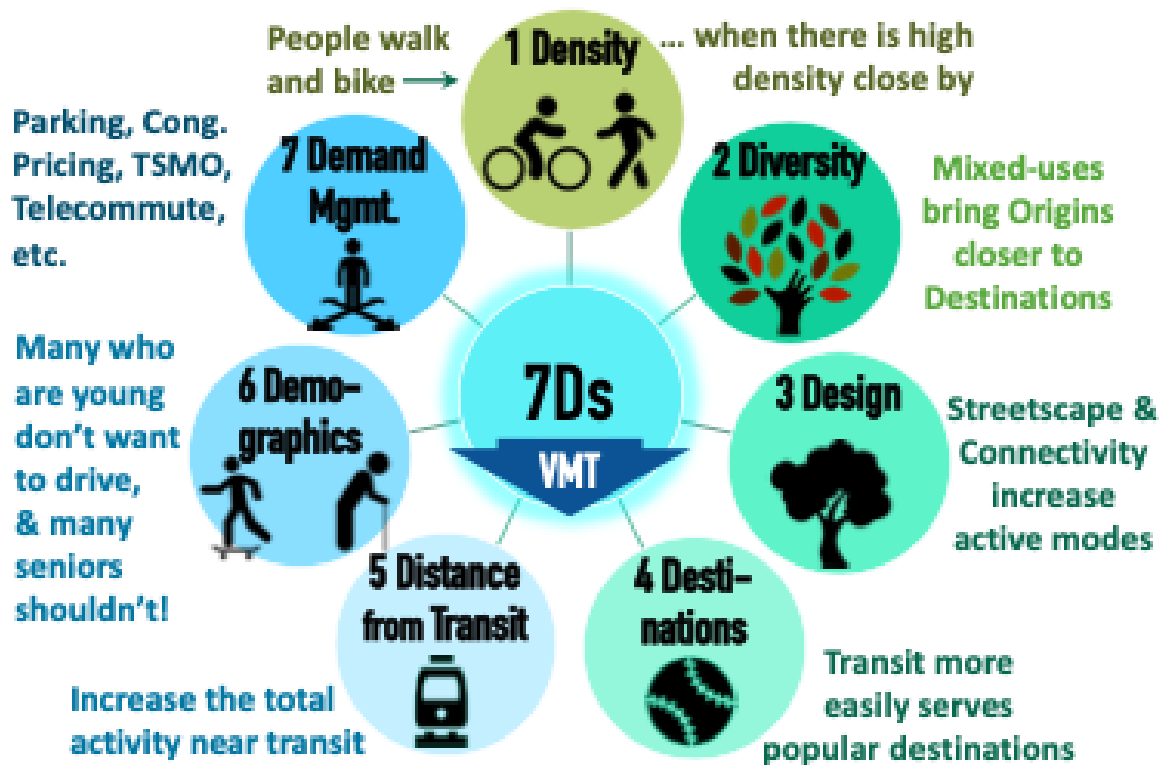 People walk
and bike
1 Density
... when there is high
density close by
2 Diversity
Mixed-uses
bring Origins
closer to
Destinations
3 Design
Streetscape &
Connectivity
increase
active modes
4 Desti-
nations
Transit more
easily serves
popular destinations
5 Distance
from Transit
Increase the total
activity near transit
6 Demo-
graphics
Many who
are young
don't want
to drive,
& many
seniors
shouldn't!
7 Demand
Mgmt.
Parking, Cong.
Pricing, TSMO,
Telecommute,
etc.
7Ds
VMT